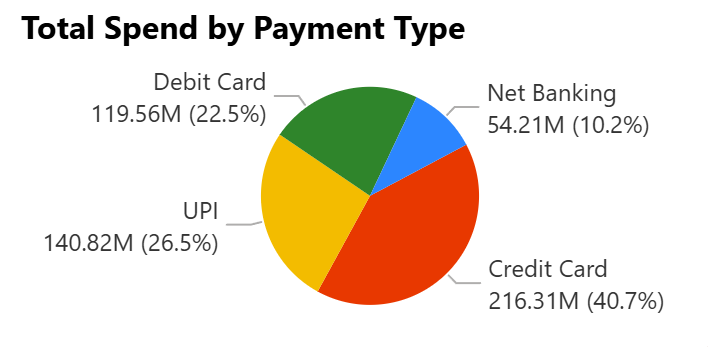 Total Spend by Payment Type
Debit Card
119.56M (22.5%)
Net Banking
54.21M (10.2%)
UPI
140.82M (26.5%)
Credit Card
216.31M (40.7%)